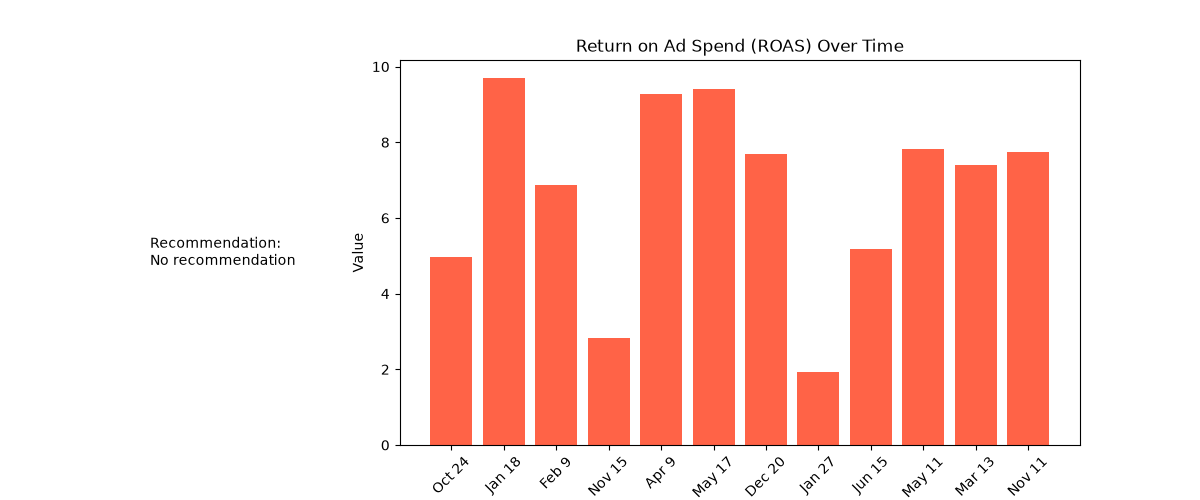 Return on Ad Spend (ROAS) Over Time
Recommendation:
No recommendation
Value
10
8
6
4
2
0
Oct 24
Jan 18
Feb 9
Nov 15
Apr 9
May 17
Dec 20
Jan 27
Jun 15
May 11
Mar 13
Nov 11